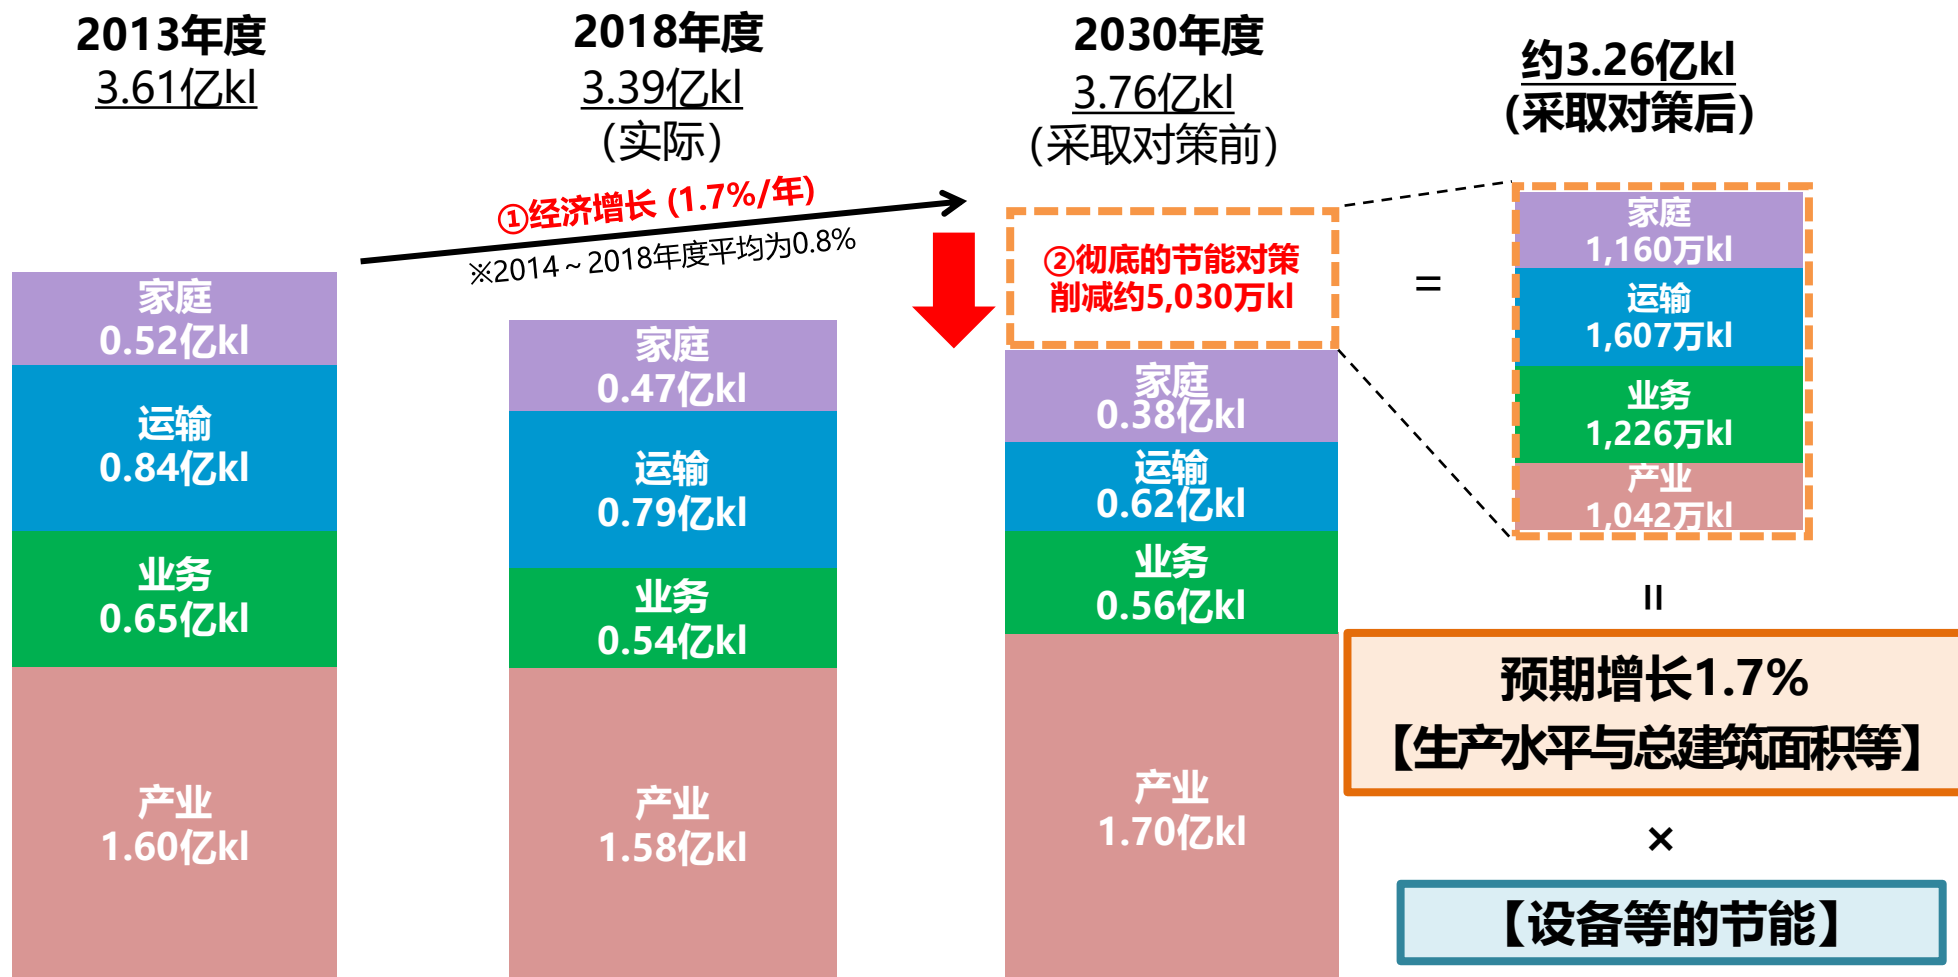 2013年度
3.61亿kl
2018年度
3.39亿kl
(实际)
2030年度
3.76亿kl
(采取对策前)
约3.26亿kl
(采取对策后)
①经济增长 (1.7%/年)
※2014～2018年度平均为0.8%
家庭
0.52亿kl
运输
0.84亿kl
业务
0.65亿kl
产业
1.60亿kl
家庭
0.47亿kl
运输
0.79亿kl
业务
0.54亿kl
产业
1.58亿kl
②彻底的节能对策
削减约5,030万kl
家庭
0.38亿kl
运输
0.62亿kl
业务
0.56亿kl
产业
1.70亿kl
=
家庭
1,160万kl
运输
1,607万kl
业务
1,226万kl
产业
1,042万kl
=
预期增长1.7%
【生产水平与总建筑面积等】
×
【设备等的节能】